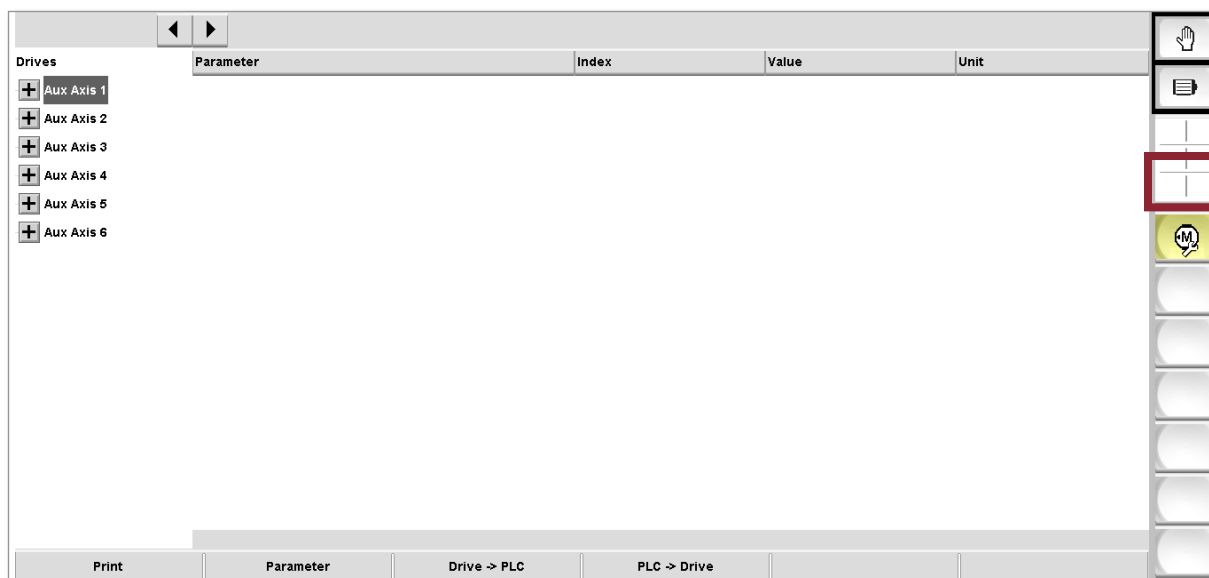 Drives Parameter Index Value Unit
Aux Axis 1
Aux Axis 2
Aux Axis 3
Aux Axis 4
Aux Axis 5
Aux Axis 6
M
Print Parameter Drive -> PLC PLC -> Drive